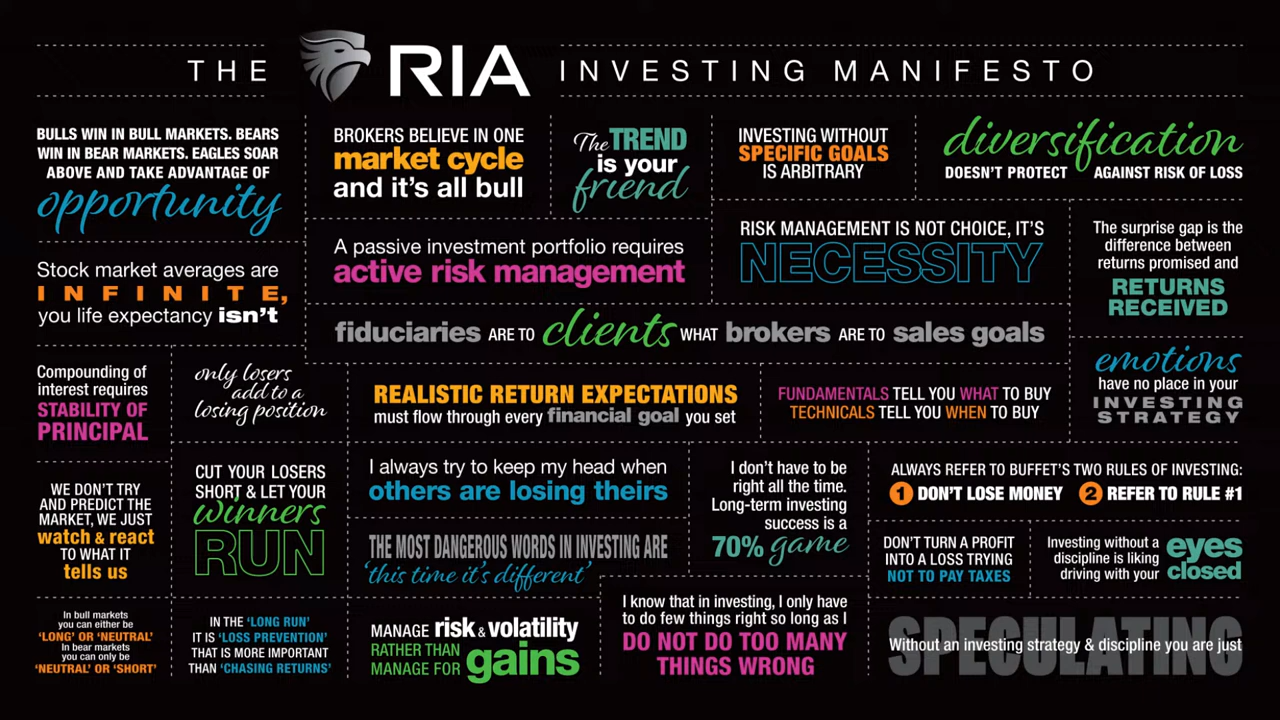 THE RIA INVESTING MANIFESTO
BULLS WIN IN BULL MARKETS. BEARS
WIN IN BEAR MARKETS. EAGLES SOAR
ABOVE AND TAKE ADVANTAGE OF
opportunity
BROKERS BELIEVE IN ONE
market cycle
and it's all bull
The TREND
is your
friend
INVESTING WITHOUT
SPECIFIC GOALS
IS ARBITRARY
diversification
DOESN'T PROTECT AGAINST RISK OF LOSS
Stock market averages are
INFINITE,
you life expectancy isn't
A passive investment portfolio requires
active risk management
RISK MANAGEMENT IS NOT CHOICE, IT'S
NECESSITY
The surprise gap is the
difference between
returns promised and
RETURNS
RECEIVED
fiduciaries ARE TO clients WHAT brokers ARE TO sales goals
Compounding of
interest requires
STABILITY OF
PRINCIPAL
only losers
add to a
losing position
REALISTIC RETURN EXPECTATIONS
must flow through every financial goal you set
FUNDAMENTALS TELL YOU WHAT TO BUY
TECHNICALS TELL YOU WHEN TO BUY
emotions
have no place in your
INVESTING
STRATEGY
WE DON'T TRY
AND PREDICT THE
MARKET, WE JUST
watch & react
TO WHAT IT
tells us
CUT YOUR LOSERS
SHORT & LET YOUR
winners
RUN
I always try to keep my head when
others are losing theirs
I don't have to be
right all the time.
Long-term investing
success is a
70% game
ALWAYS REFER TO BUFFET'S TWO RULES OF INVESTING:
1 DON'T LOSE MONEY 2 REFER TO RULE #1
THE MOST DANGEROUS WORDS IN INVESTING ARE
'this time it's different'
DON'T TURN A PROFIT
INTO A LOSS TRYING
NOT TO PAY TAXES
Investing without a
discipline is liking
driving with your
eyes
closed
In bull markets
you can either be
'LONG' OR 'NEUTRAL'
In bear markets
you can only be
'NEUTRAL' OR 'SHORT'
IN THE 'LONG RUN'
IT IS 'LOSS PREVENTION'
THAT IS MORE IMPORTANT
THAN 'CHASING RETURNS'
MANAGE risk & volatility
RATHER THAN
MANAGE FOR gains
I know that in investing, I only have
to do few things right so long as I
DO NOT DO TOO MANY
THINGS WRONG
Without an investing strategy & discipline you are just
SPECULATING